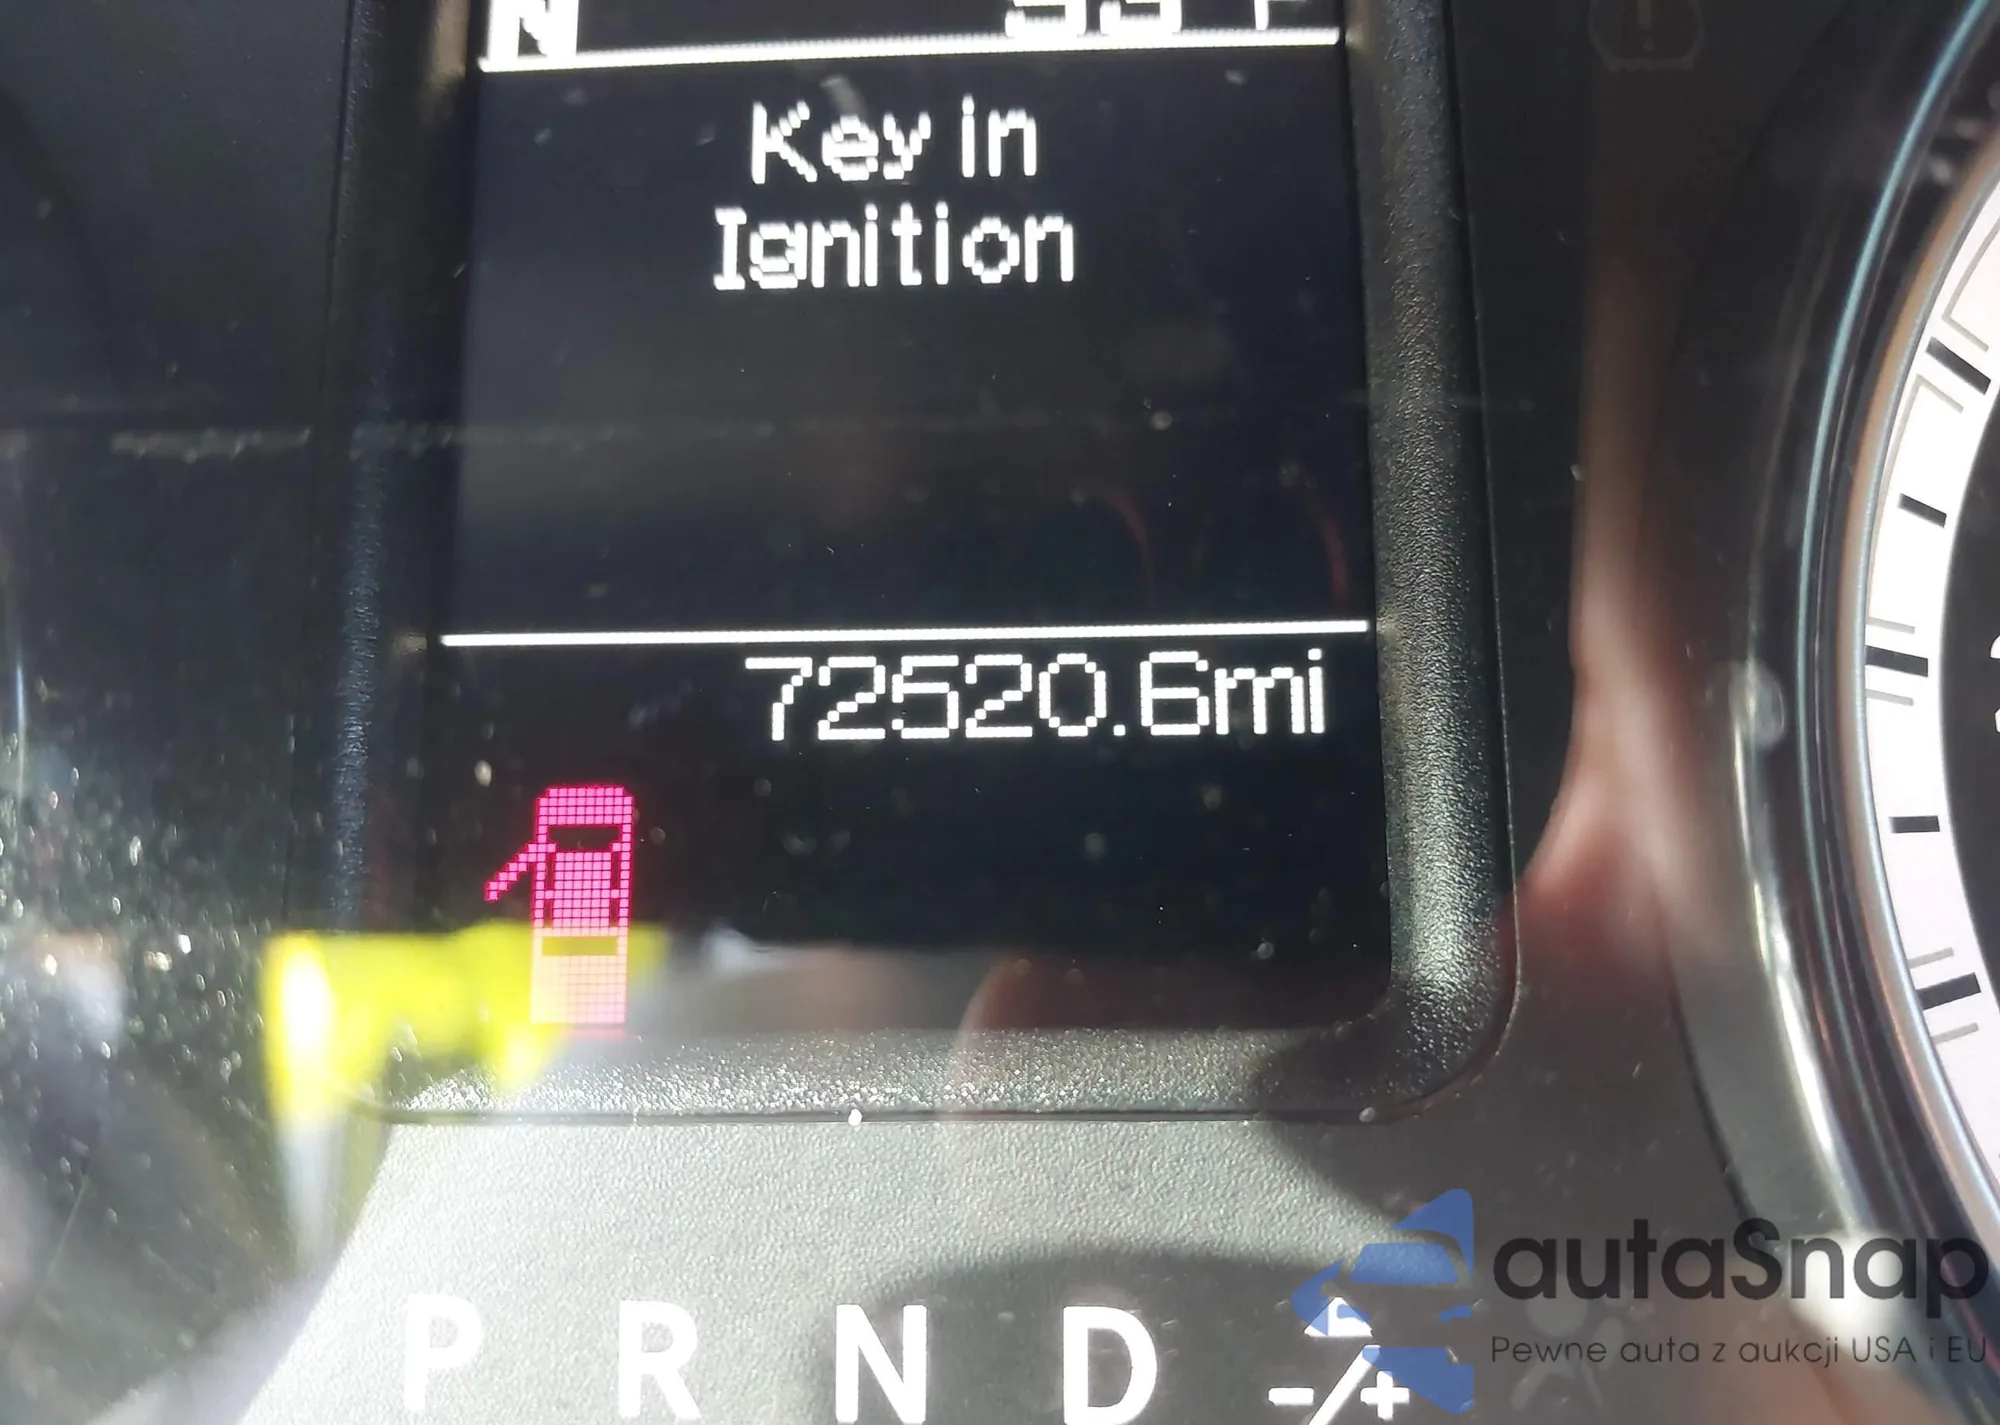 N
Key in
Ignition
72520.6mi
P R N D -/+
autaSnap
Pewne auta z aukcji USA i EU